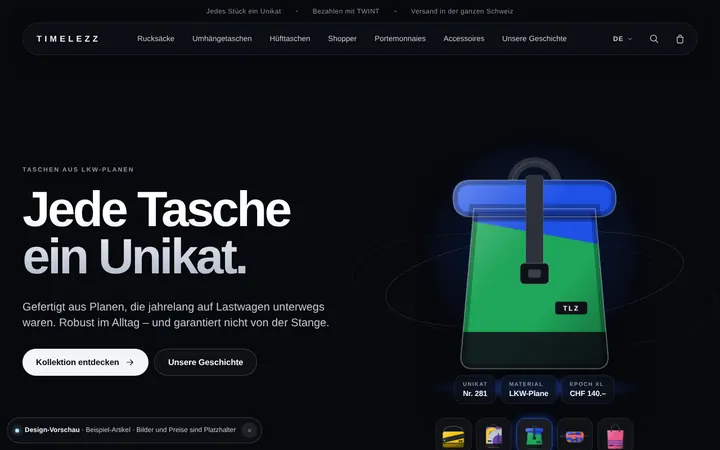 Jedes Stück ein Unikat • Bezahlen mit TWINT • Versand in der ganzen Schweiz
TIMELEZZ Rucksäcke Umhängetaschen Hüfttaschen Shopper Portemonnaies Accessoires Unsere Geschichte DE
TASCHEN AUS LKW-PLANEN
Jede Tasche
ein Unikat.
Gefertigt aus Planen, die jahrelang auf Lastwagen unterwegs
waren. Robust im Alltag – und garantiert nicht von der Stange.
Kollektion entdecken → Unsere Geschichte
TLZ
UNIKAT MATERIAL EPOCH XL
Nr. 281 LKW-Plane CHF 140.–
Design-Vorschau · Beispiel-Artikel · Bilder und Preise sind Platzhalter ×